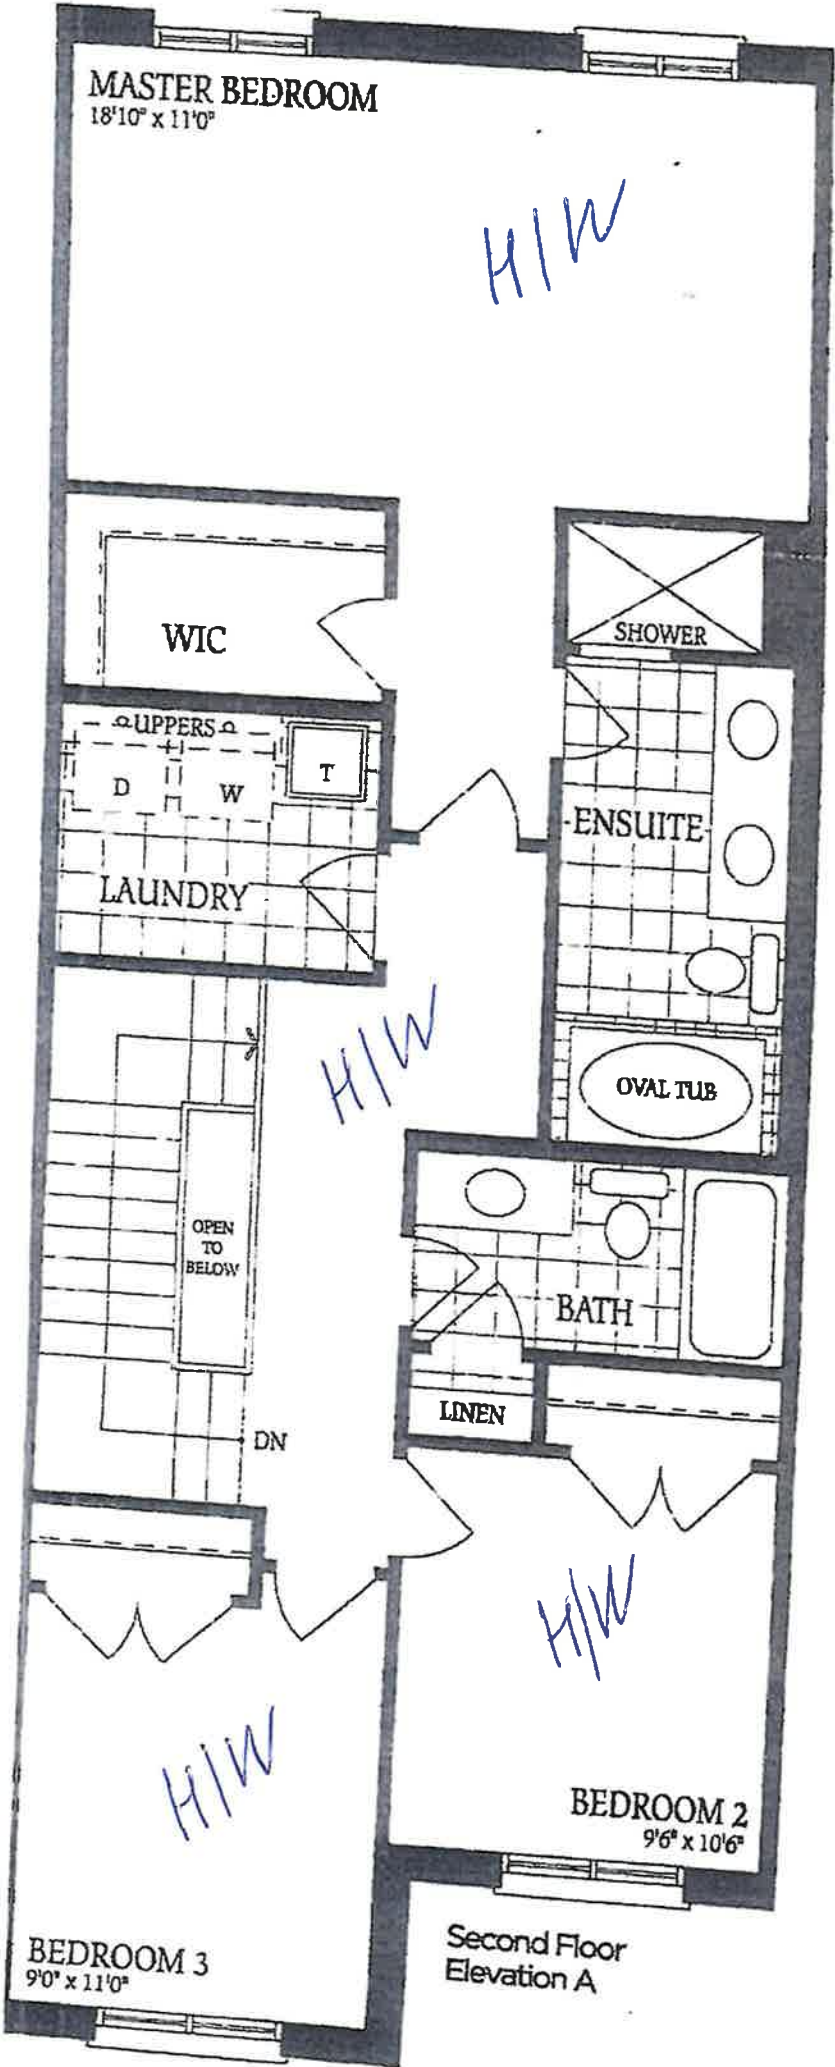 MASTER BEDROOM
18'10" x 11'0"
H/W
WIC
SHOWER
UPPERS
D
W
T
ENSUITE
LAUNDRY
H/W
OVAL TUB
OPEN
TO
BELOW
BATH
LINEN
DN
H/W
H/W
BEDROOM 2
9'6" x 10'6"
BEDROOM 3
9'0" x 11'0"
Second Floor
Elevation A